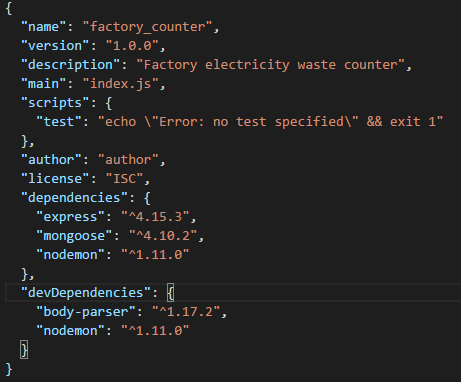 {
"name": "factory_counter",
"version": "1.0.0",
"description": "Factory electricity waste counter",
"main": "index.js",
"scripts": {
"test": "echo \"Error: no test specified\" && exit 1"
},
"author": "author",
"license": "ISC",
"dependencies": {
"express": "^4.15.3",
"mongoose": "^4.10.2",
"nodemon": "^1.11.0"
},
"devDependencies": {
"body-parser": "^1.17.2",
"nodemon": "^1.11.0"
}
}